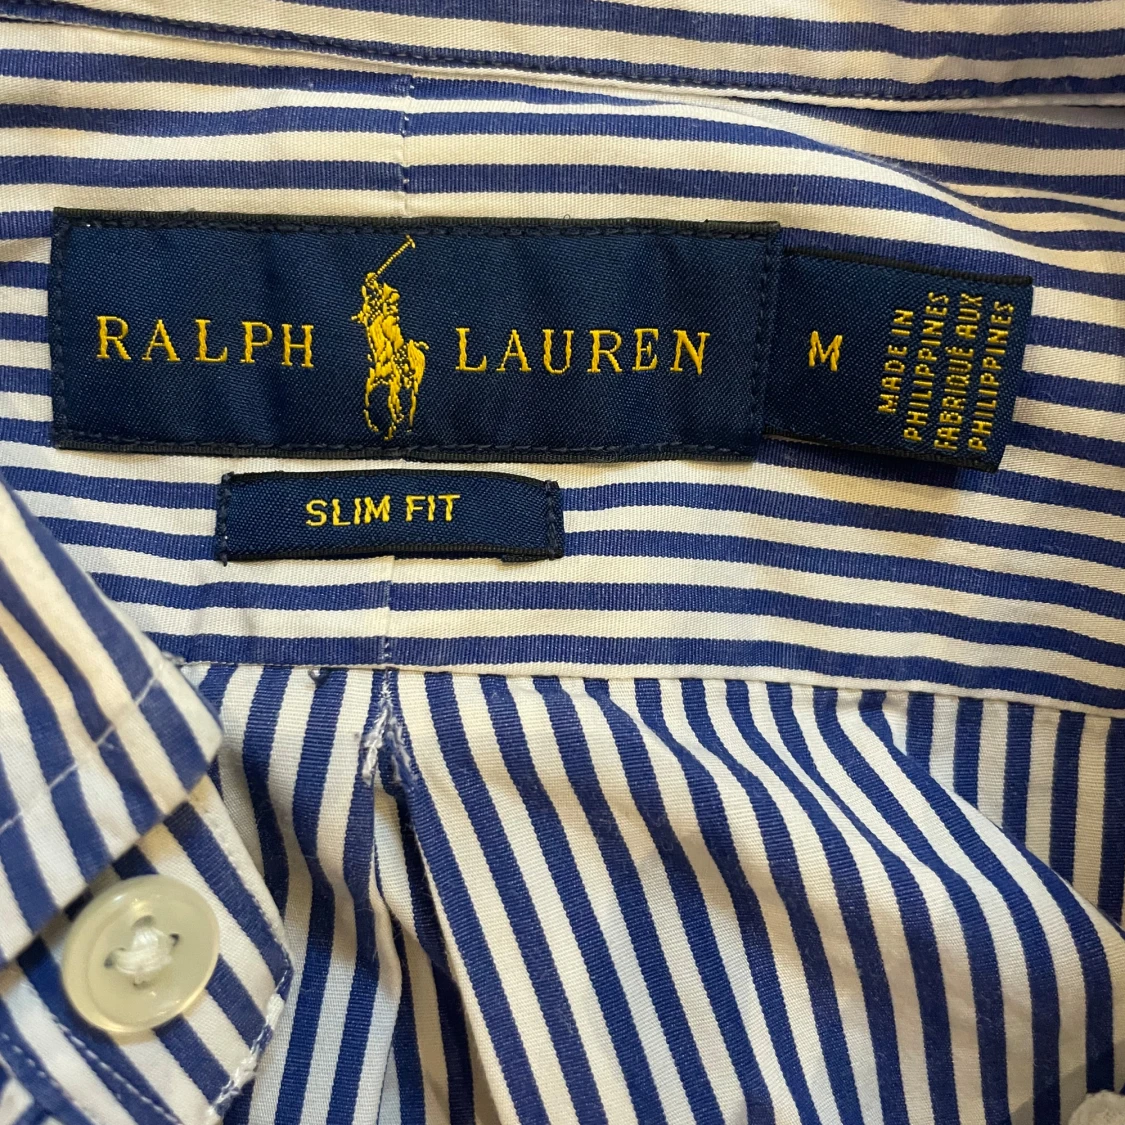 RALPH LAUREN
M
MADE IN
PHILIPPINES
FABRIQUÉ AUX
PHILIPPINES
SLIM FIT